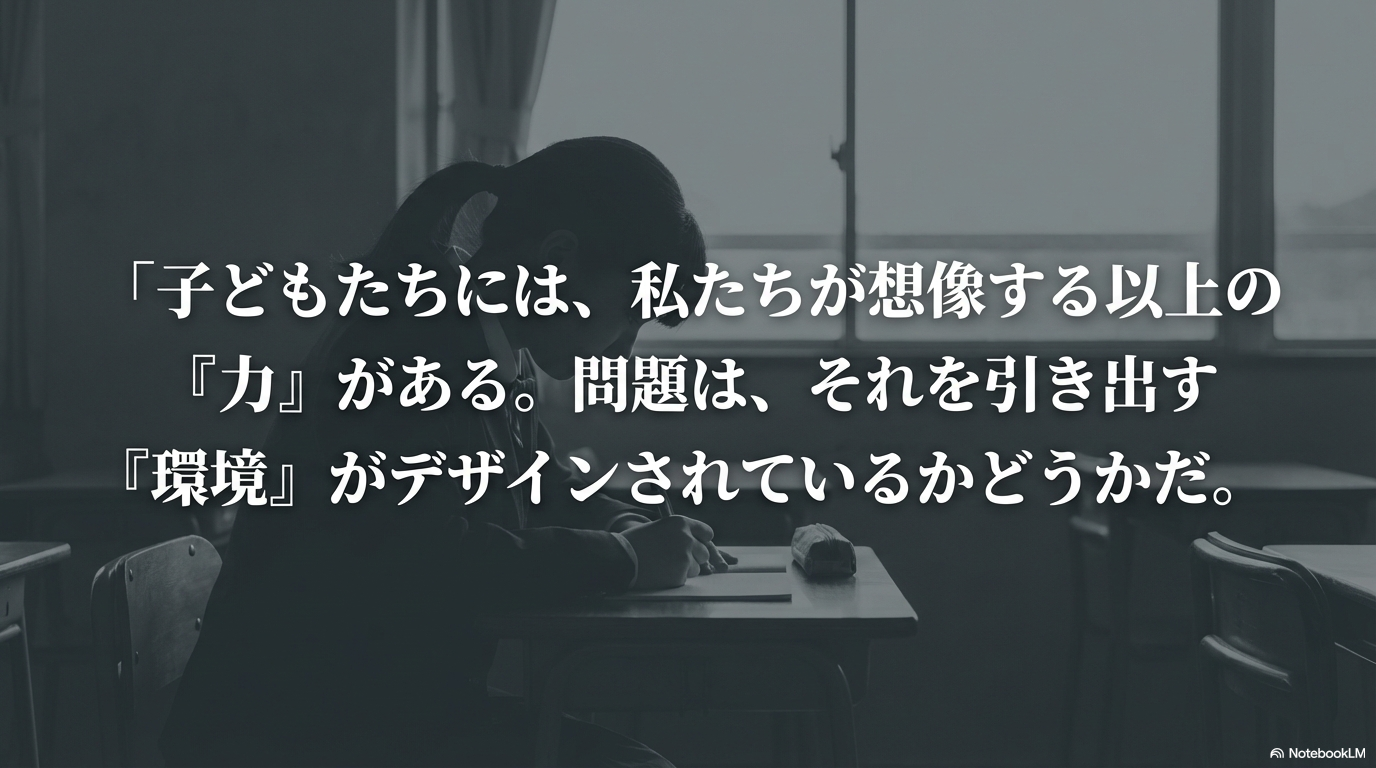 「子どもたちには、私たちが想像する以上の
『力』がある。問題は、それを引き出す
『環境』がデザインされているかどうかだ。
NotebookLM